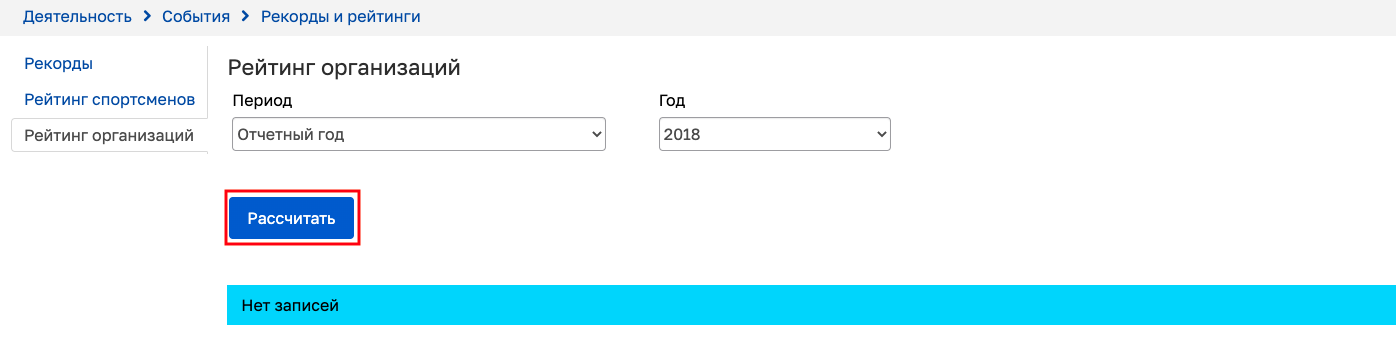 Деятельность > События > Рекорды и рейтинги
Рекорды
Рейтинг спортсменов
Рейтинг организаций
Рейтинг организаций
Период
Год
Отчетный год
2018
Рассчитать
Нет записей